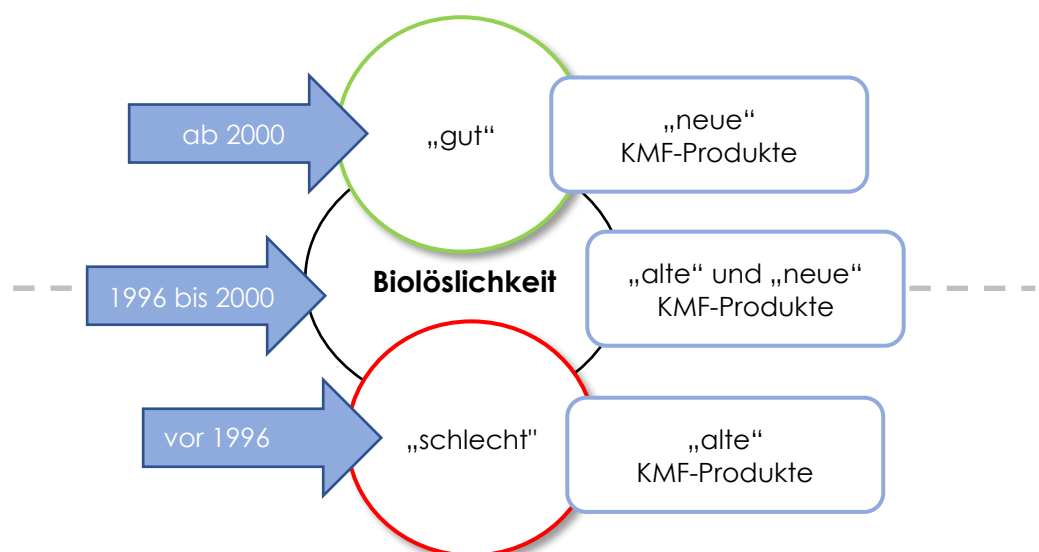 ab 2000
„gut“
„neue“
KMF-Produkte
1996 bis 2000
Biolöslichkeit
„alte“ und „neue“
KMF-Produkte
vor 1996
„schlecht"
„alte“
KMF-Produkte